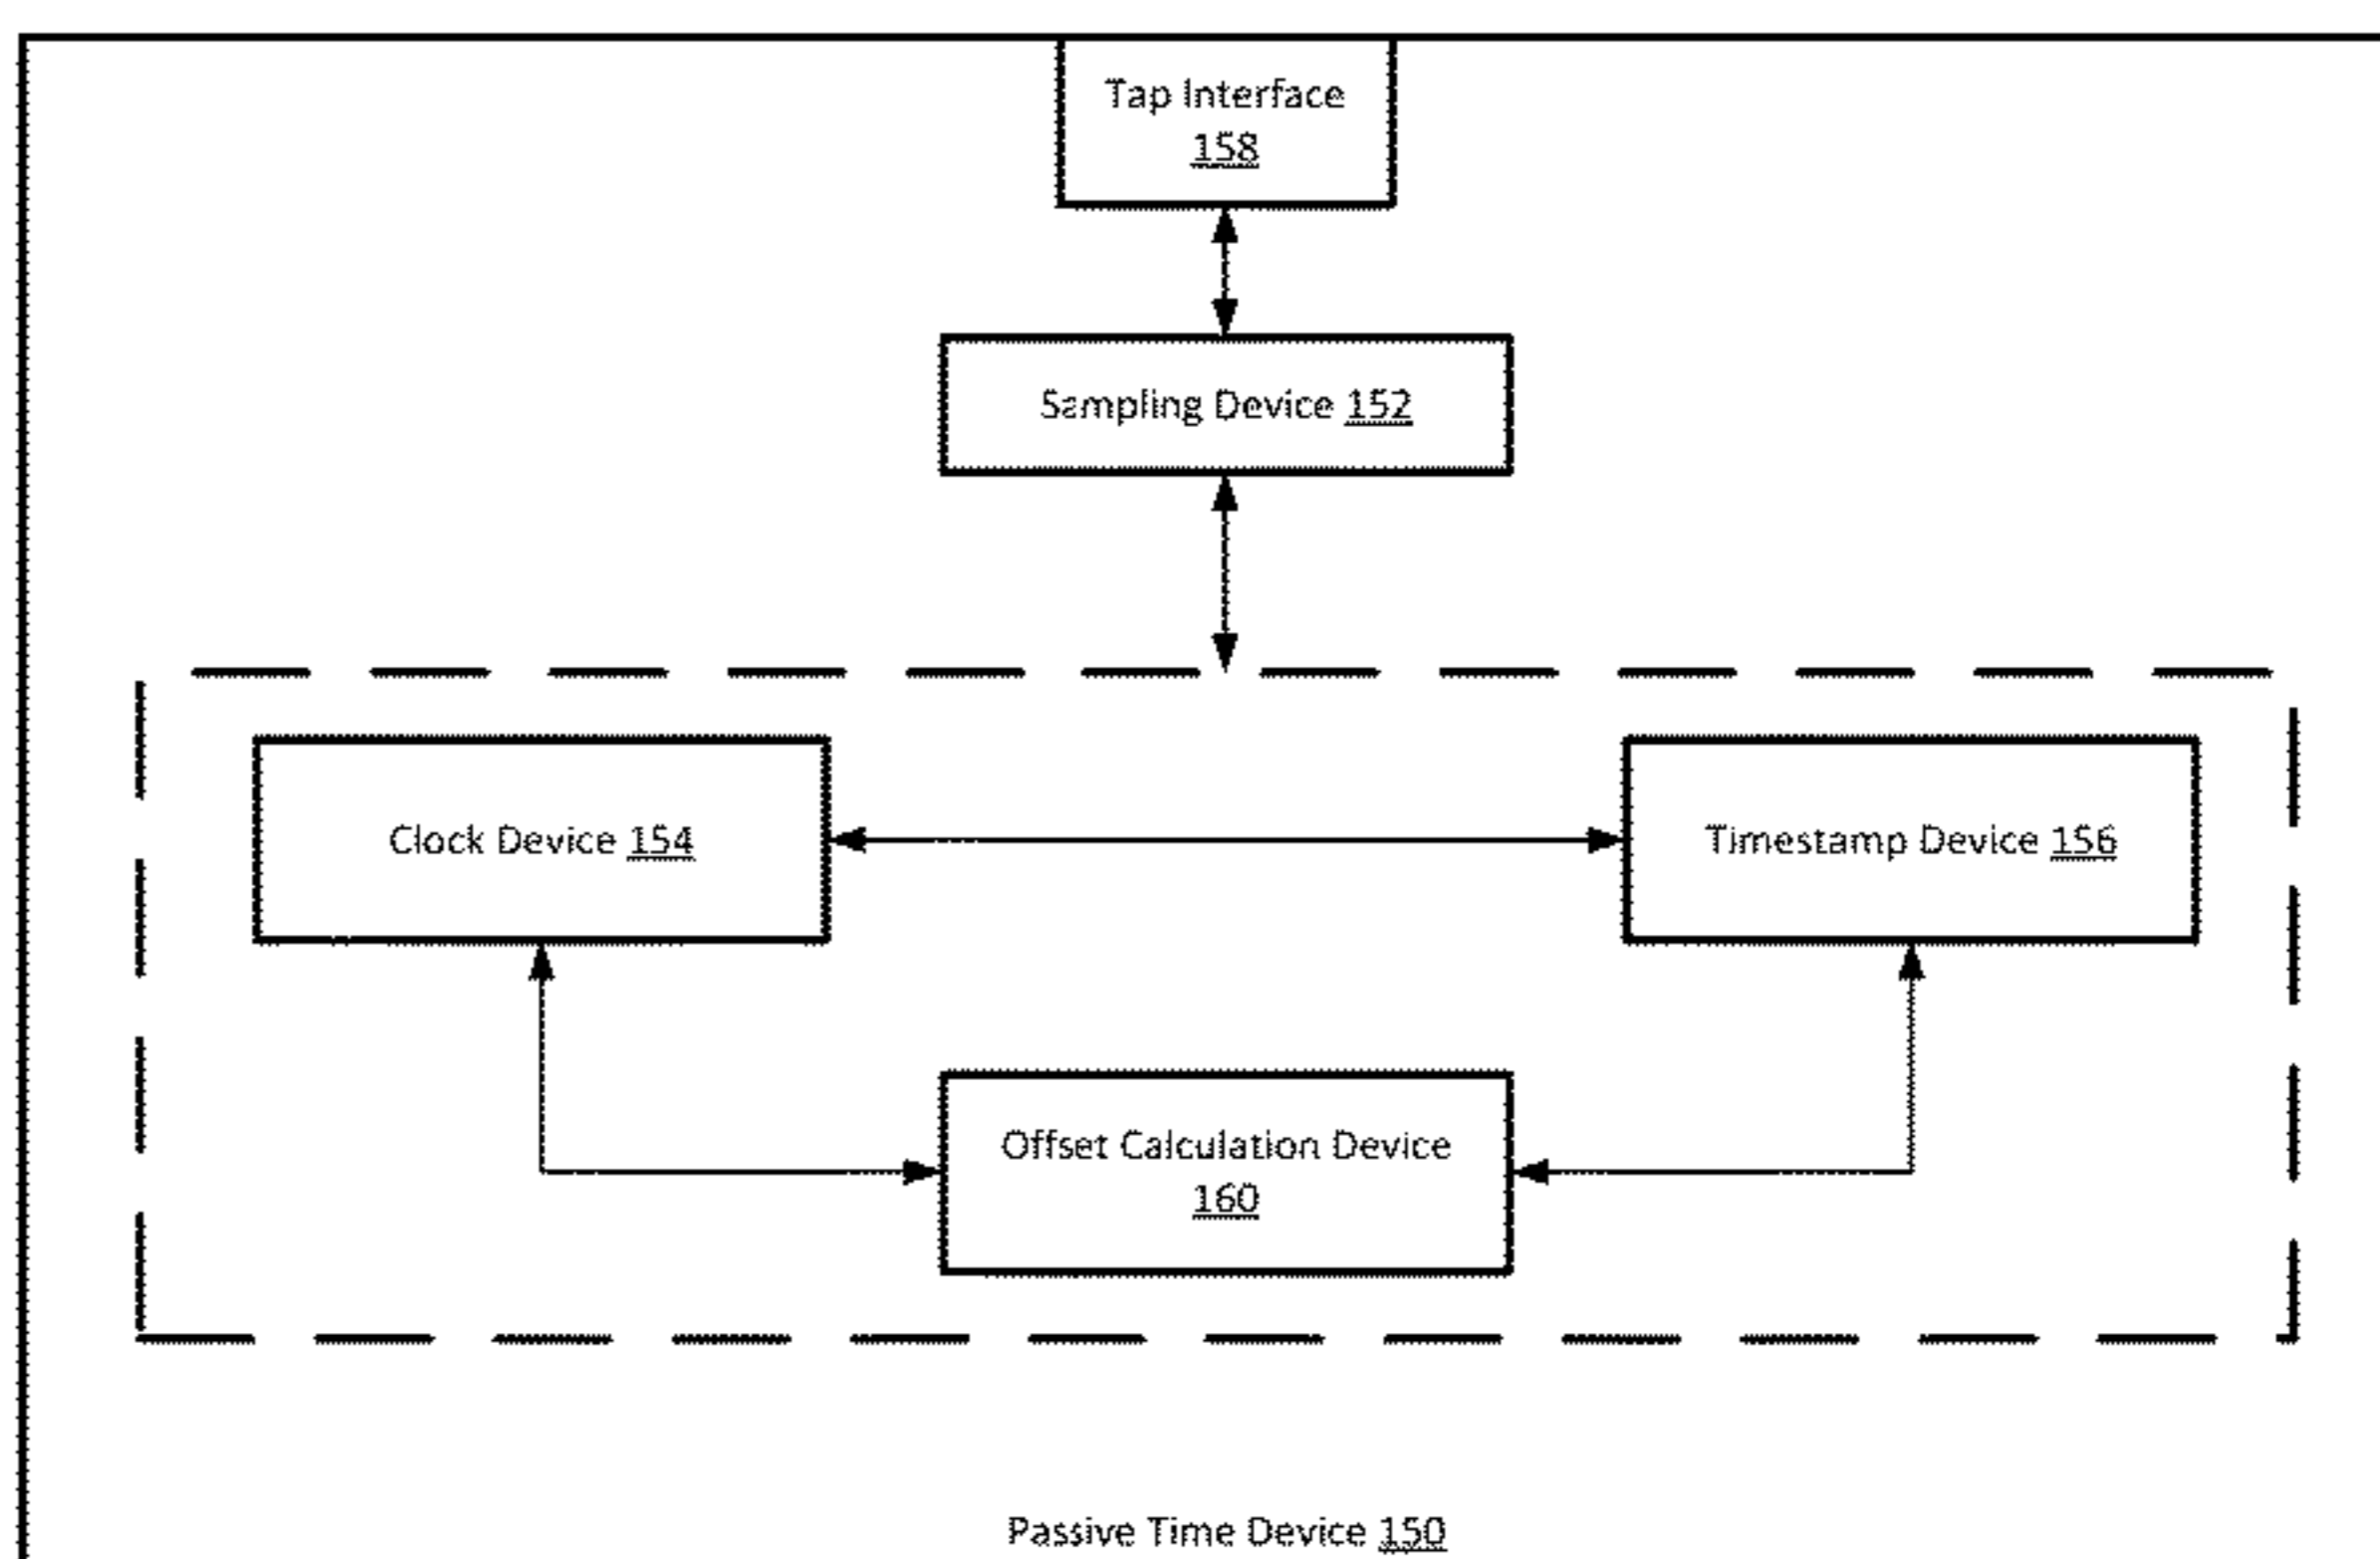 Tap Interface
158
Sampling Device 152
Clock Device 154
Timestamp Device 156
Offset Calculation Device
160
Passive Time Device 150